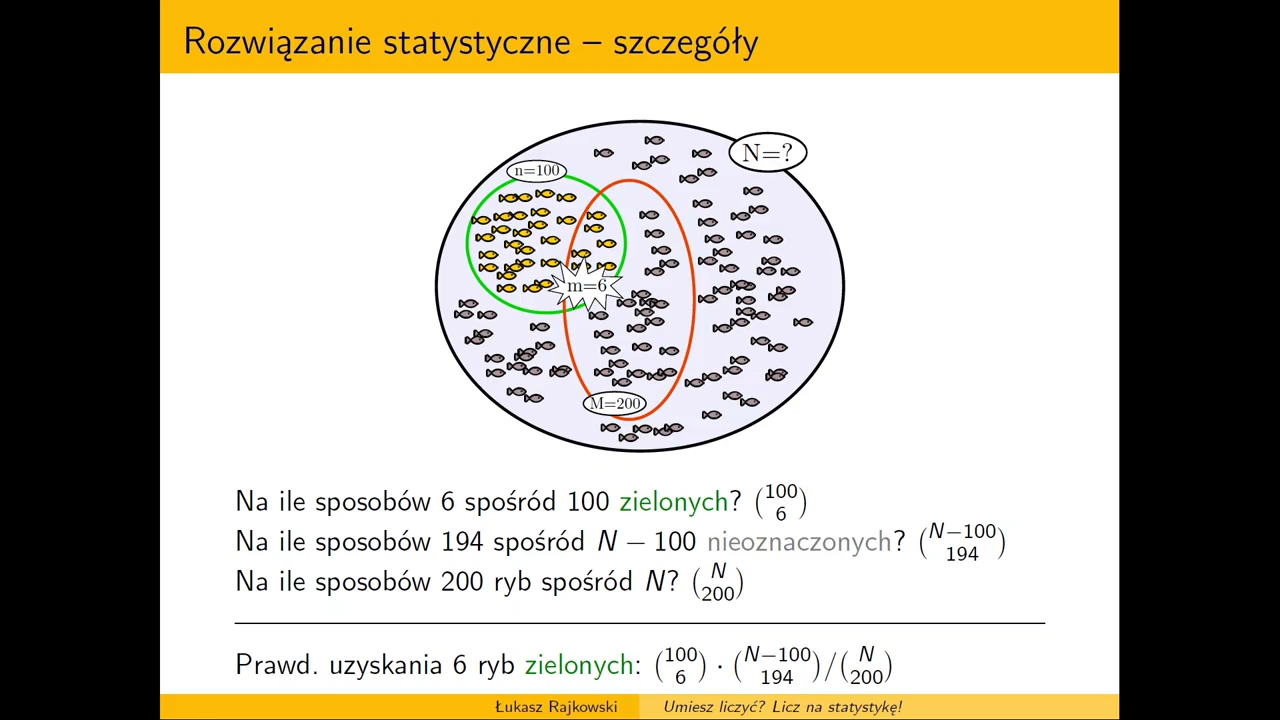 Rozwiązanie statystyczne – szczegóły
N=?
n=100
m=6
M=200
Na ile sposobów 6 spośród 100 zielonych? (100 6)
Na ile sposobów 194 spośród N − 100 nieoznaczonych? (N−100 194)
Na ile sposobów 200 ryb spośród N? (N 200)
Prawd. uzyskania 6 ryb zielonych: (100 6) · (N−100 194)/(N 200)
Łukasz Rajkowski
Umiesz liczyć? Licz na statystykę!